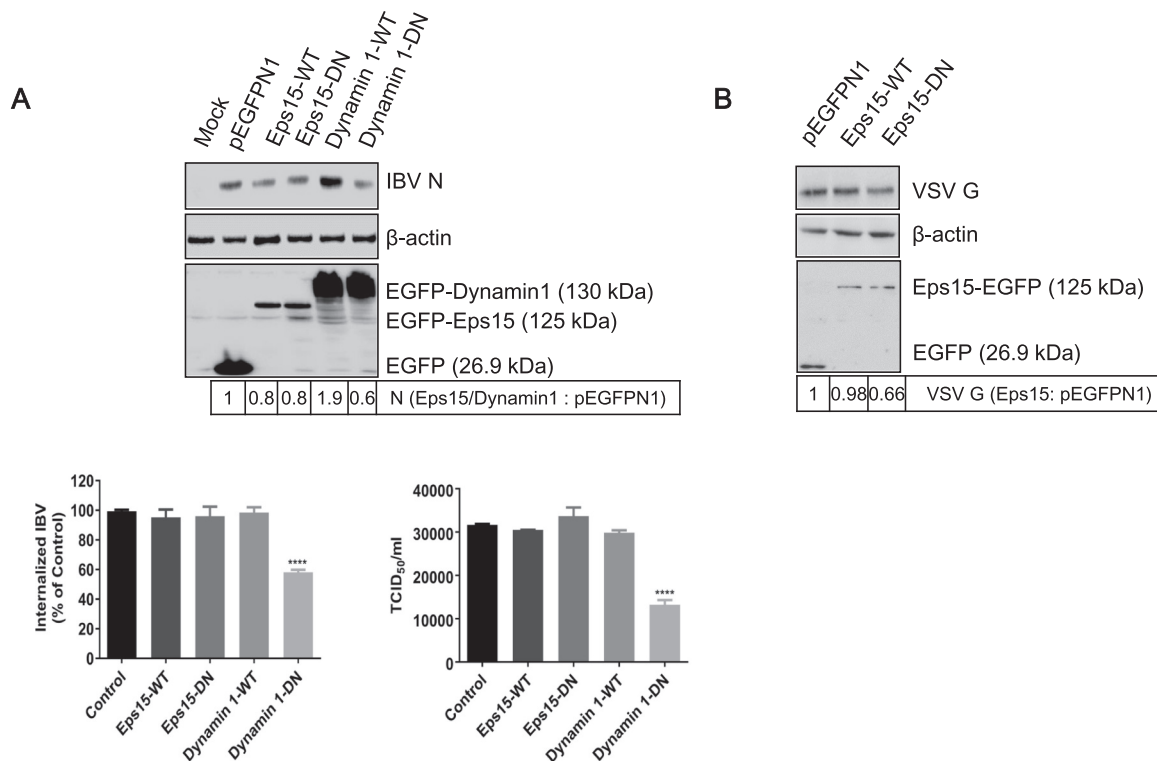 A
Mock
pEGFPN1
Eps15-WT
Eps15-DN
Dynamin 1-WT
Dynamin 1-DN
IBV N
β-actin
EGFP-Dynamin1 (130 kDa)
EGFP-Eps15 (125 kDa)
EGFP (26.9 kDa)
1 0.8 0.8 1.9 0.6 N (Eps15/Dynamin1 : pEGFPN1)
B
pEGFPN1
Eps15-WT
Eps15-DN
VSV G
β-actin
Eps15-EGFP (125 kDa)
EGFP (26.9 kDa)
1 0.98 0.66 VSV G (Eps15: pEGFPN1)
Internalized IBV
(% of Control)
120
100
80
60
40
20
0
****
Control
Eps15-WT
Eps15-DN
Dynamin 1-WT
Dynamin 1-DN
TCID50/ml
40000
30000
20000
10000
0
****
Control
Eps15-WT
Eps15-DN
Dynamin 1-WT
Dynamin 1-DN